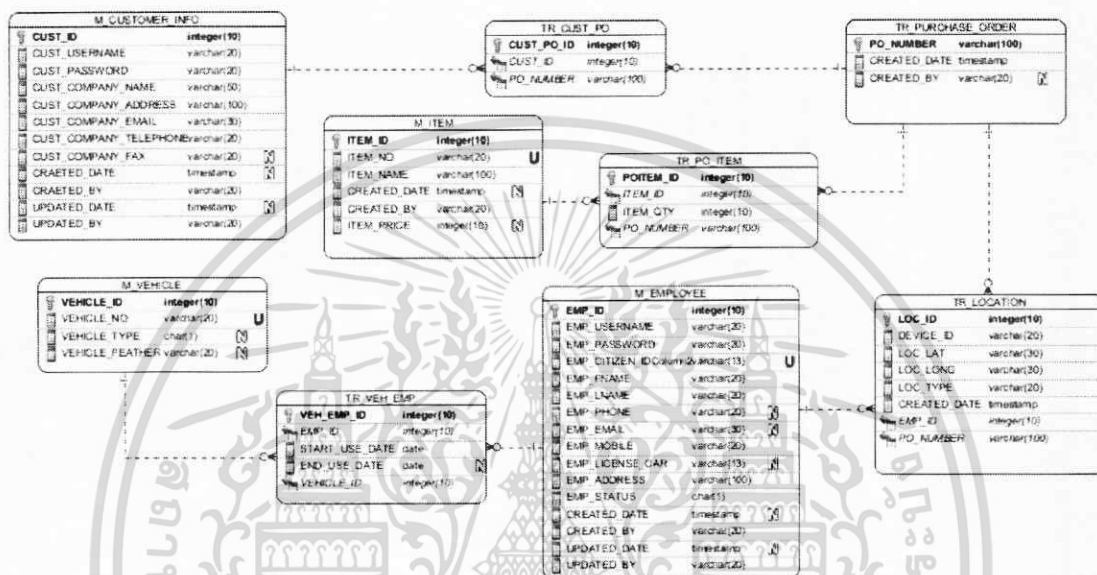 M_CUSTOMER_INFO
CUST_ID integer(10)
CUST_USERNAME varchar(20)
CUST_PASSWORD varchar(20)
CUST_COMPANY_NAME varchar(50)
CUST_COMPANY_ADDRESS varchar(100)
CUST_COMPANY_EMAIL varchar(30)
CUST_COMPANY_TELEPHONE varchar(20)
CUST_COMPANY_FAX varchar(20) N
CRAETED_DATE timestamp N
CRAETED_BY varchar(20)
UPDATED_DATE timestamp N
UPDATED_BY varchar(20)
TR_CUST_PO
CUST_PO_ID integer(10)
CUST_ID integer(10)
PO_NUMBER varchar(100)
TR_PURCHASE_ORDER
PO_NUMBER varchar(100)
CREATED_DATE timestamp
CREATED_BY varchar(20) N
M_ITEM
ITEM_ID integer(10)
ITEM_NO varchar(20) U
ITEM_NAME varchar(100)
CREATED_DATE timestamp N
CREATED_BY varchar(20)
ITEM_PRICE integer(10) N
TR_PO_ITEM
POITEM_ID integer(10)
ITEM_ID integer(10)
ITEM_QTY integer(10)
PO_NUMBER varchar(100)
M_VEHICLE
VEHICLE_ID integer(10)
VEHICLE_NO varchar(20) U
VEHICLE_TYPE char(1) N
VEHICLE_PEATHER varchar(20) N
TR_VEH_EMP
VEH_EMP_ID integer(10)
EMP_ID integer(10)
START_USE_DATE date
END_USE_DATE date N
VEHICLE_ID integer(10)
M_EMPLOYEE
EMP_ID integer(10)
EMP_USERNAME varchar(20)
EMP_PASSWORD varchar(20)
EMP_CITIZEN_IDColumn2 varchar(13) U
EMP_FNAME varchar(20)
EMP_LNAME varchar(20)
EMP_PHONE varchar(20) N
EMP_EMAIL varchar(30) N
EMP_MOBILE varchar(20)
EMP_LICENSE_CAR varchar(13) N
EMP_ADDRESS varchar(100)
EMP_STATUS char(1)
CREATED_DATE timestamp N
CREATED_BY varchar(20)
UPDATED_DATE timestamp N
UPDATED_BY varchar(20)
TR_LOCATION
LOC_ID integer(10)
DEVICE_ID varchar(20)
LOC_LAT varchar(30)
LOC_LONG varchar(30)
LOC_TYPE varchar(20)
CREATED_DATE timestamp
EMP_ID integer(10)
PO_NUMBER varchar(100)